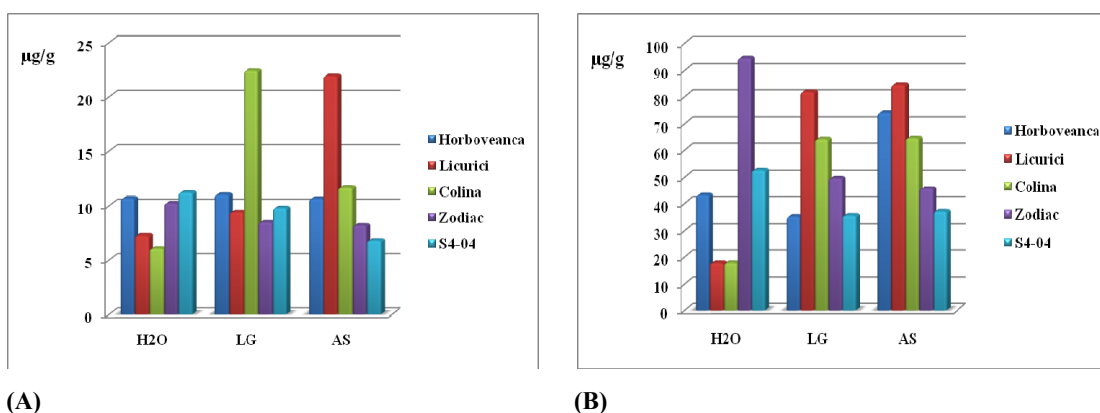 µg/g
25
20
15
10
5
0
H2O LG AS
Horboveanca
Licurici
Colina
Zodiac
S4-04
(A)
µg/g
100
90
80
70
60
50
40
30
20
10
0
H2O LG AS
Horboveanca
Licurici
Colina
Zodiac
S4-04
(B)